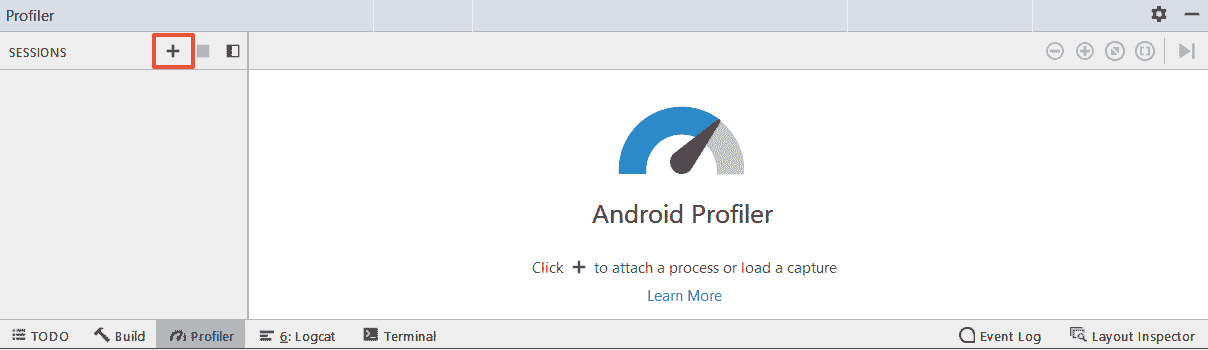 Profiler
SESSIONS
Android Profiler
Click + to attach a process or load a capture
Learn More
TODO Build Profiler 6: Logcat Terminal Event Log Layout Inspector